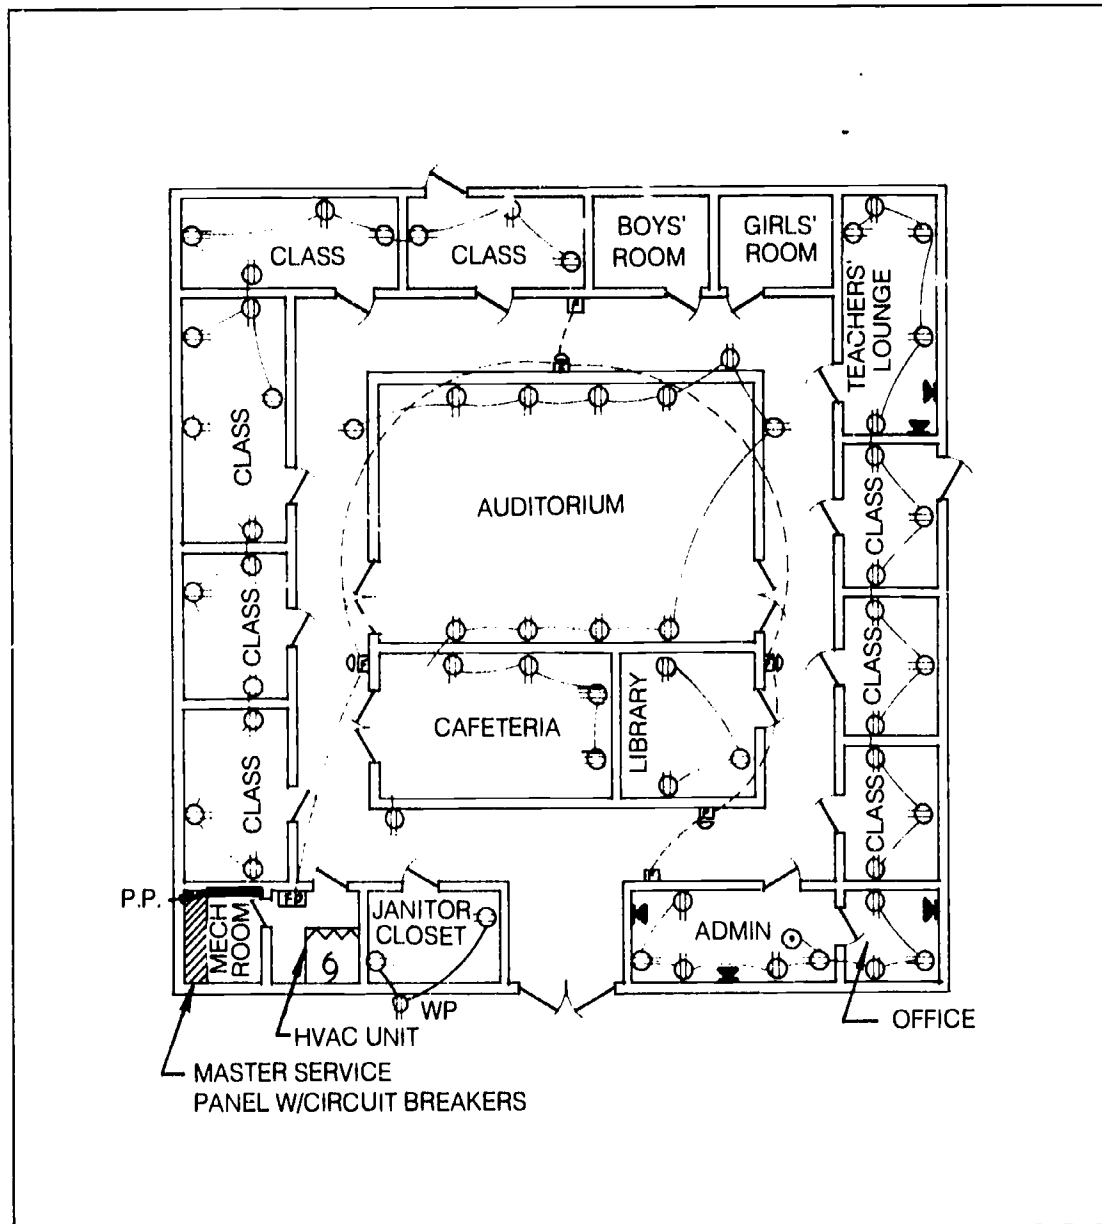 CLASS
CLASS
BOYS'
ROOM
GIRLS'
ROOM
TEACHERS'
LOUNGE
CLASS
AUDITORIUM
CLASS
CLASS
CLASS
CAFETERIA
LIBRARY
CLASS
CLASS
P.P.
MECH
ROOM
FP
JANITOR
CLOSET
ADMIN
WP
HVAC UNIT
OFFICE
MASTER SERVICE
PANEL W/CIRCUIT BREAKERS